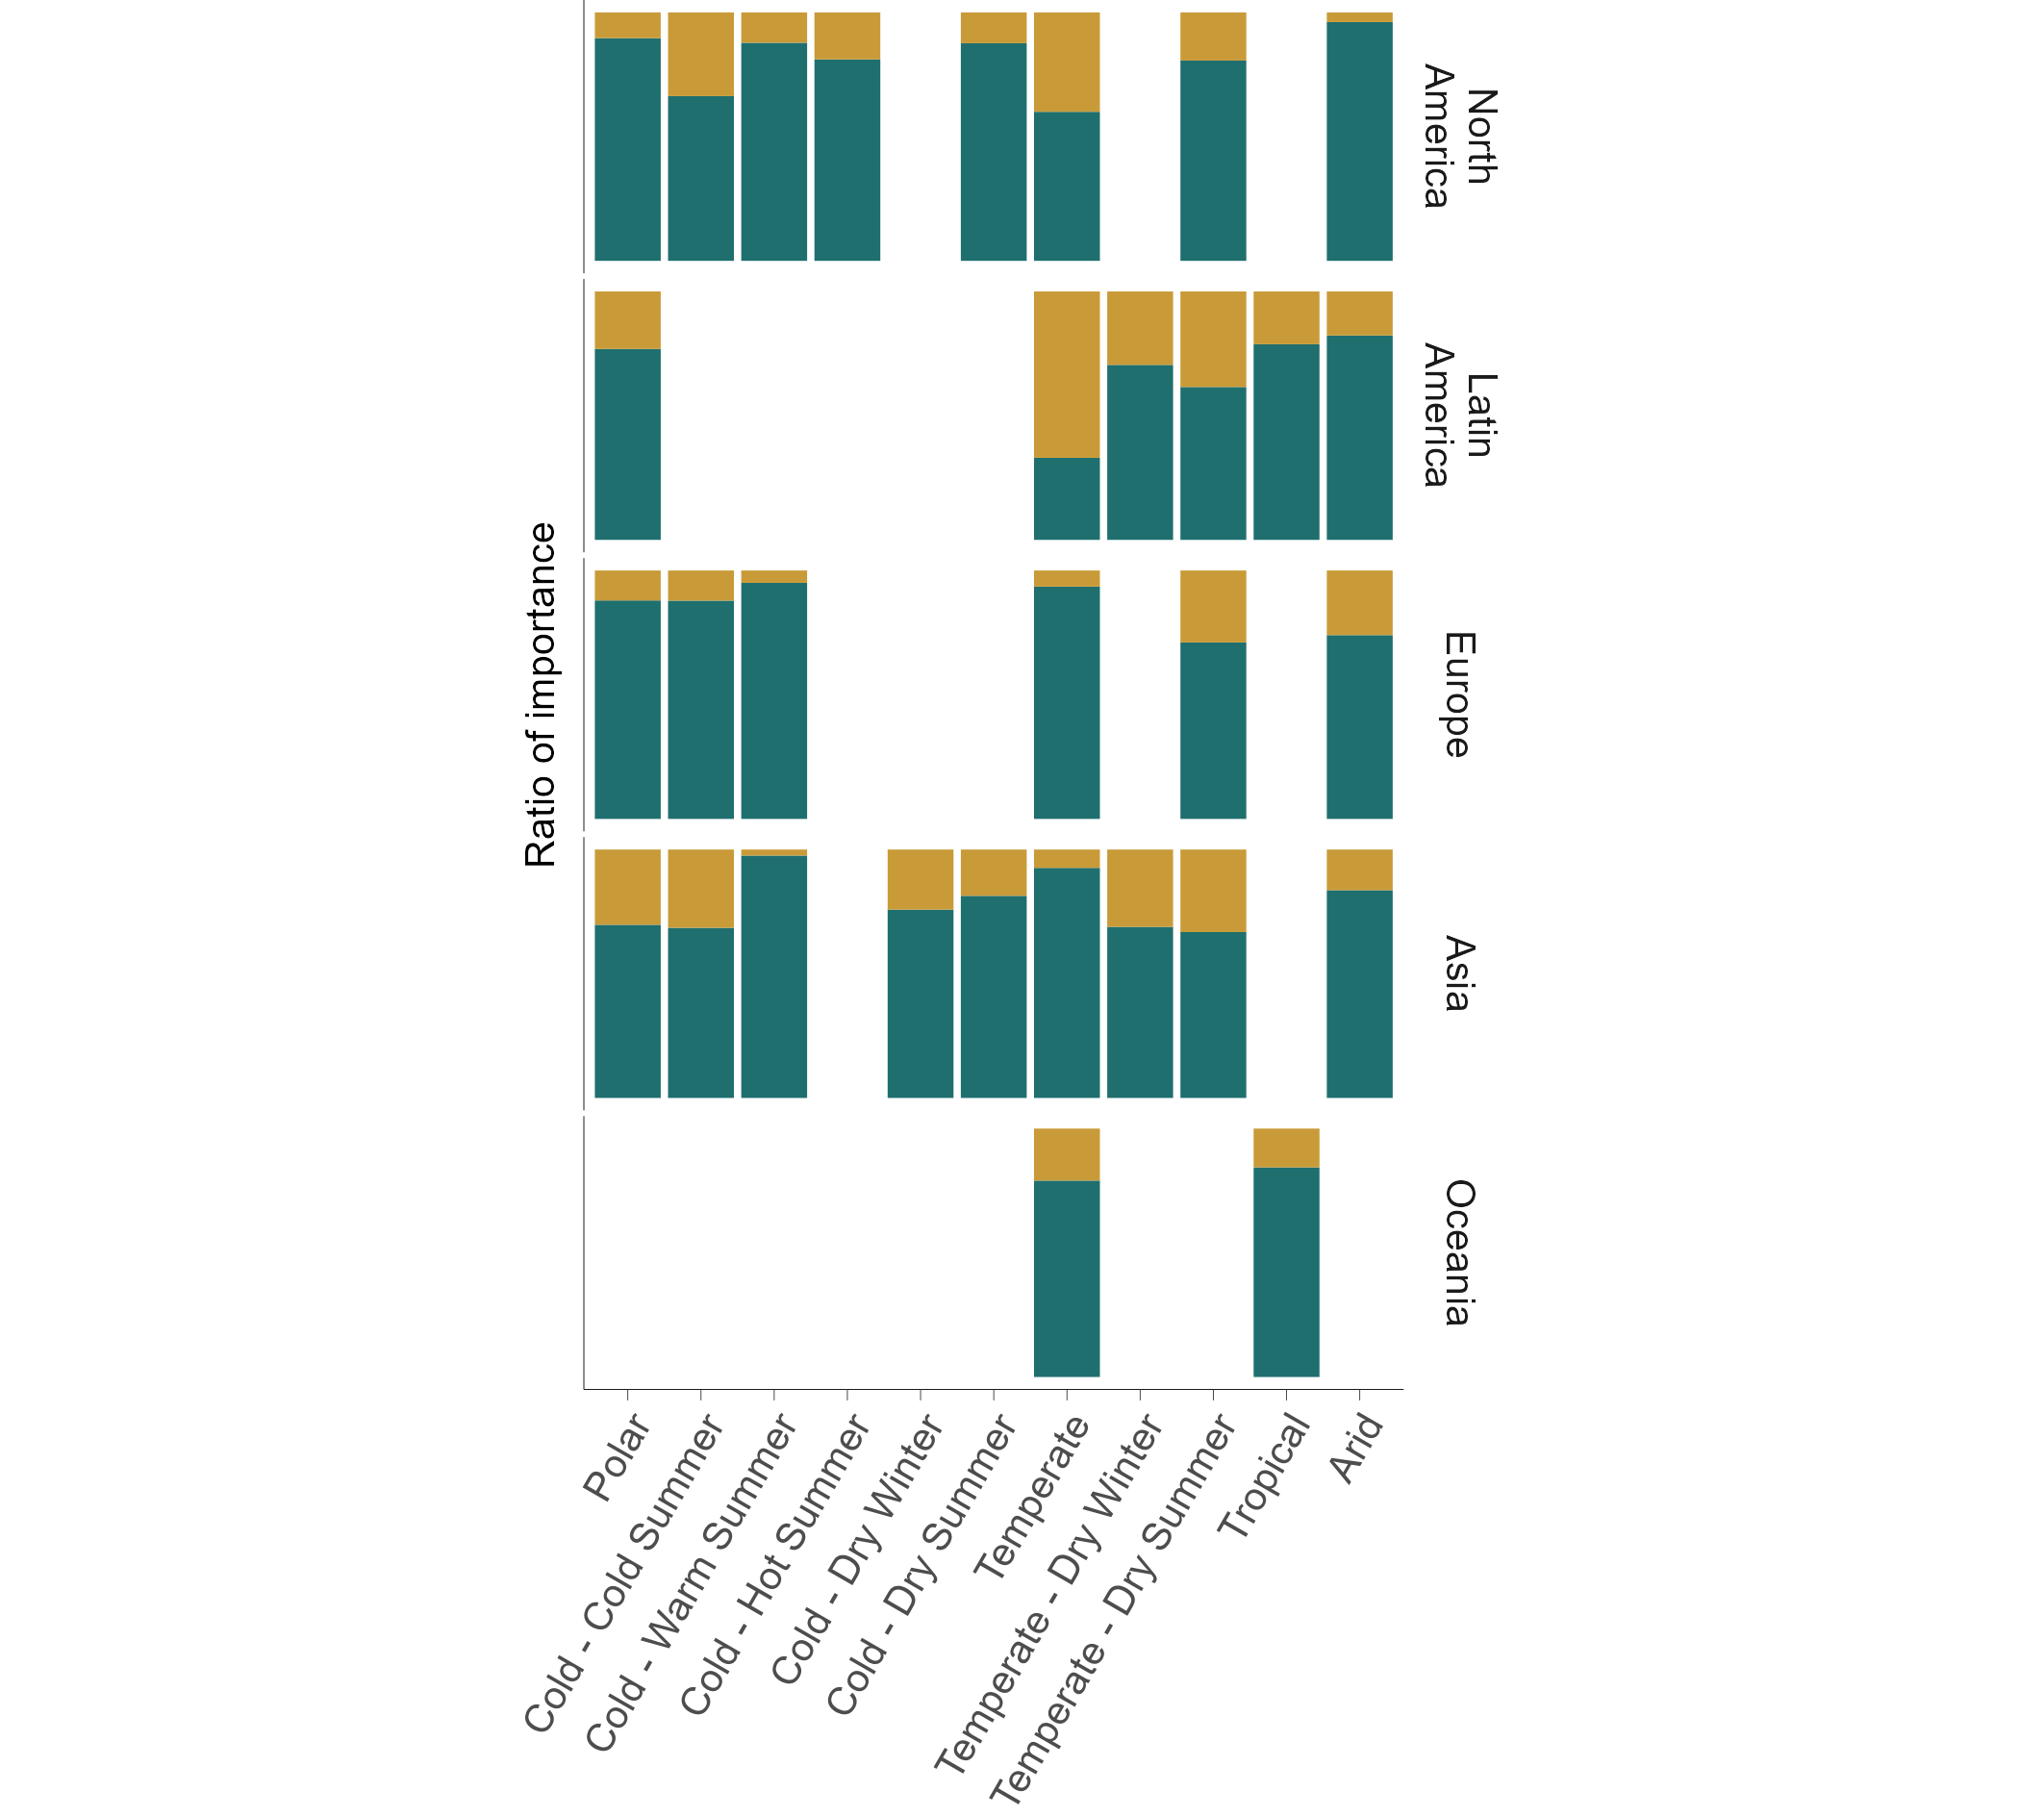 North
America
Latin
America
Europe
Asia
Oceania
Ratio of importance
Polar
Cold - Cold Summer
Cold - Warm Summer
Cold - Hot Summer
Cold - Dry Winter
Cold - Dry Summer
Temperate
Temperate - Dry Winter
Temperate - Dry Summer
Tropical
Arid